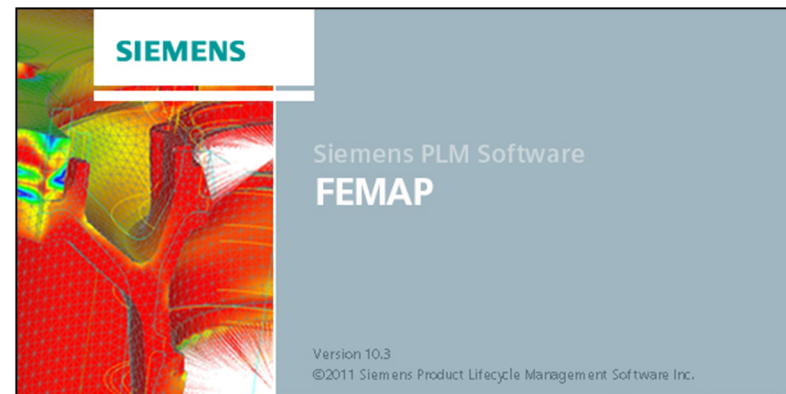 SIEMENS
Siemens PLM Software
FEMAP
Version 10.3
©2011 Siemens Product Lifecycle Management Software Inc.